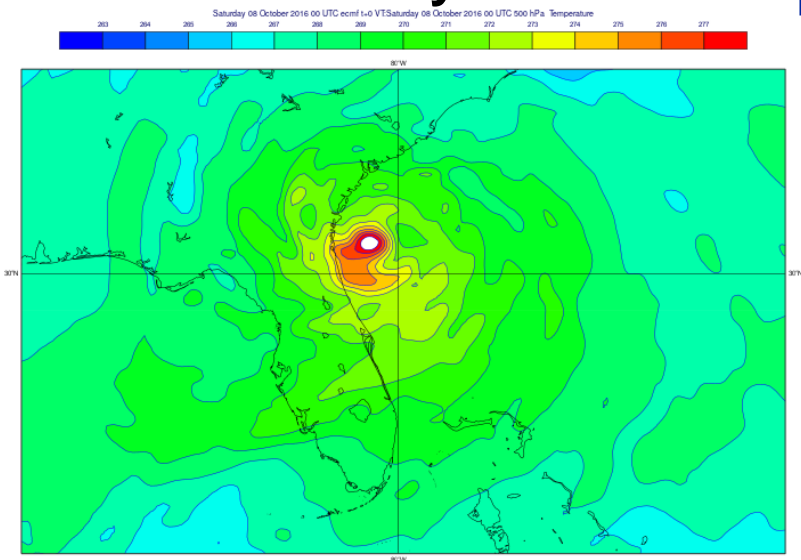 Saturday 08 October 2016 00 UTC ecmf t=0 VT:Saturday 08 October 2016 00 UTC 500 hPa Temperature
263 264 265 266 267 268 269 270 271 272 273 274 275 276 277
80°W
30°N 30°N
80°W